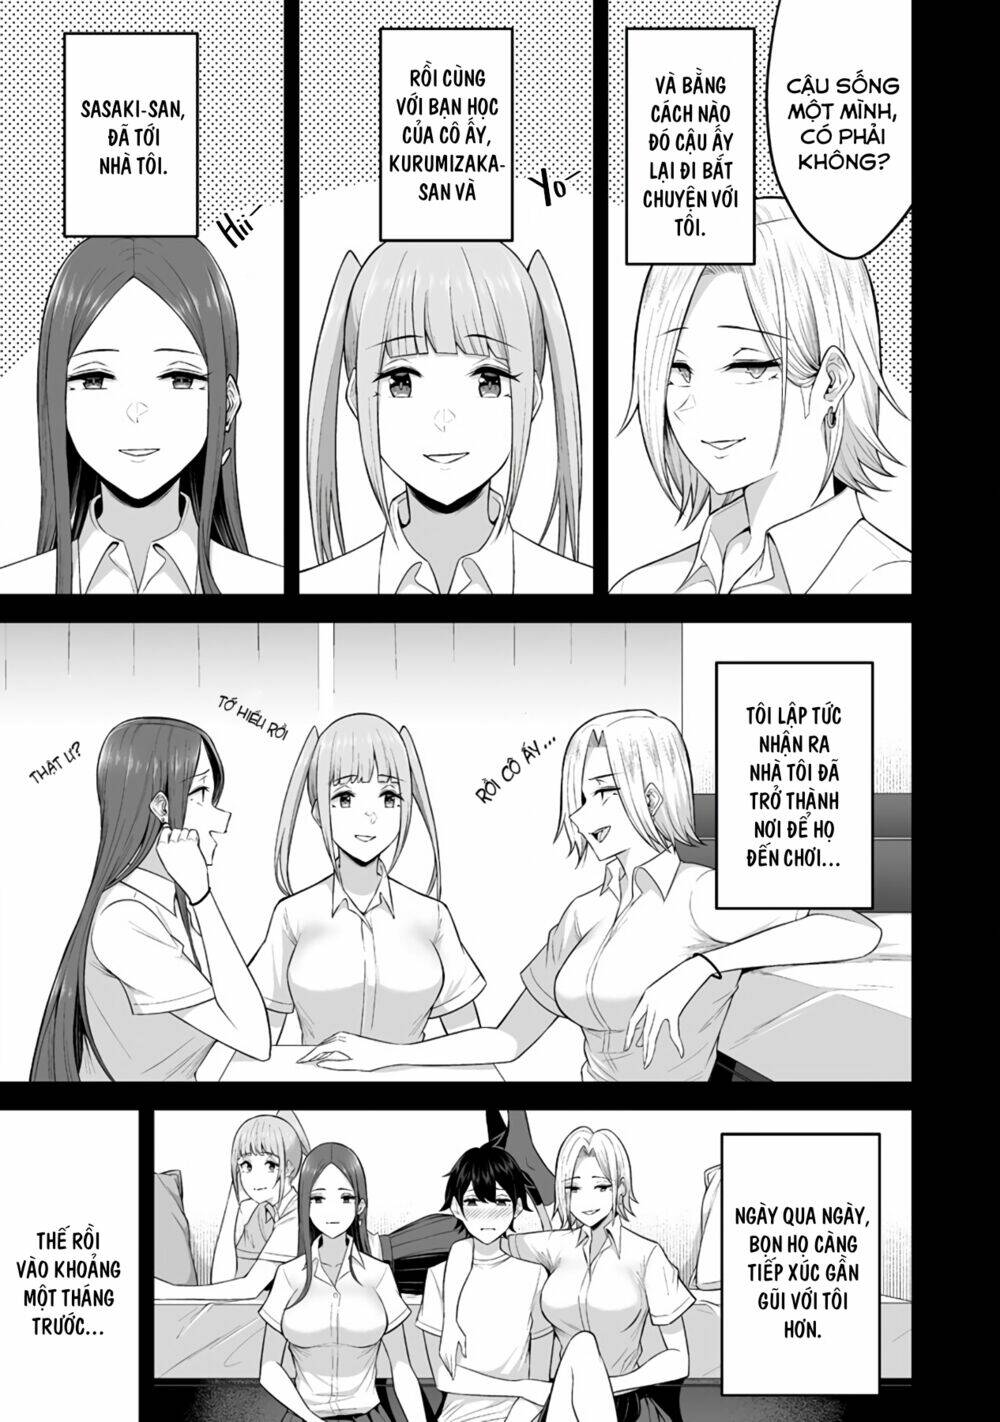 CẬU SỐNG
MỘT MÌNH,
CÓ PHẢI
KHÔNG?
VÀ BẰNG
CÁCH NÀO
ĐÓ CẬU ẤY
LẠI ĐI BẮT
CHUYỆN VỚI
TÔI.
RỒI CÙNG
VỚI BẠN HỌC
CỦA CÔ ẤY,
KURUMIZAKA-
SAN VÀ
Yo~
SASAKI-SAN,
ĐÃ TỚI
NHÀ TÔI.
Hii~
TÔI LẬP TỨC
NHẬN RA
NHÀ TÔI ĐÃ
TRỞ THÀNH
NƠI ĐỂ HỌ
ĐẾN CHƠI...
RỒI CÔ ẤY...
TỚ HIỂU RỒI
THẬT LI?
NGÀY QUA NGÀY,
BỌN HỌ CÀNG
TIẾP XÚC GẦN
GŨI VỚI TÔI
HƠN.
THẾ RỒI
VÀO KHOẢNG
MỘT THÁNG
TRƯỚC...